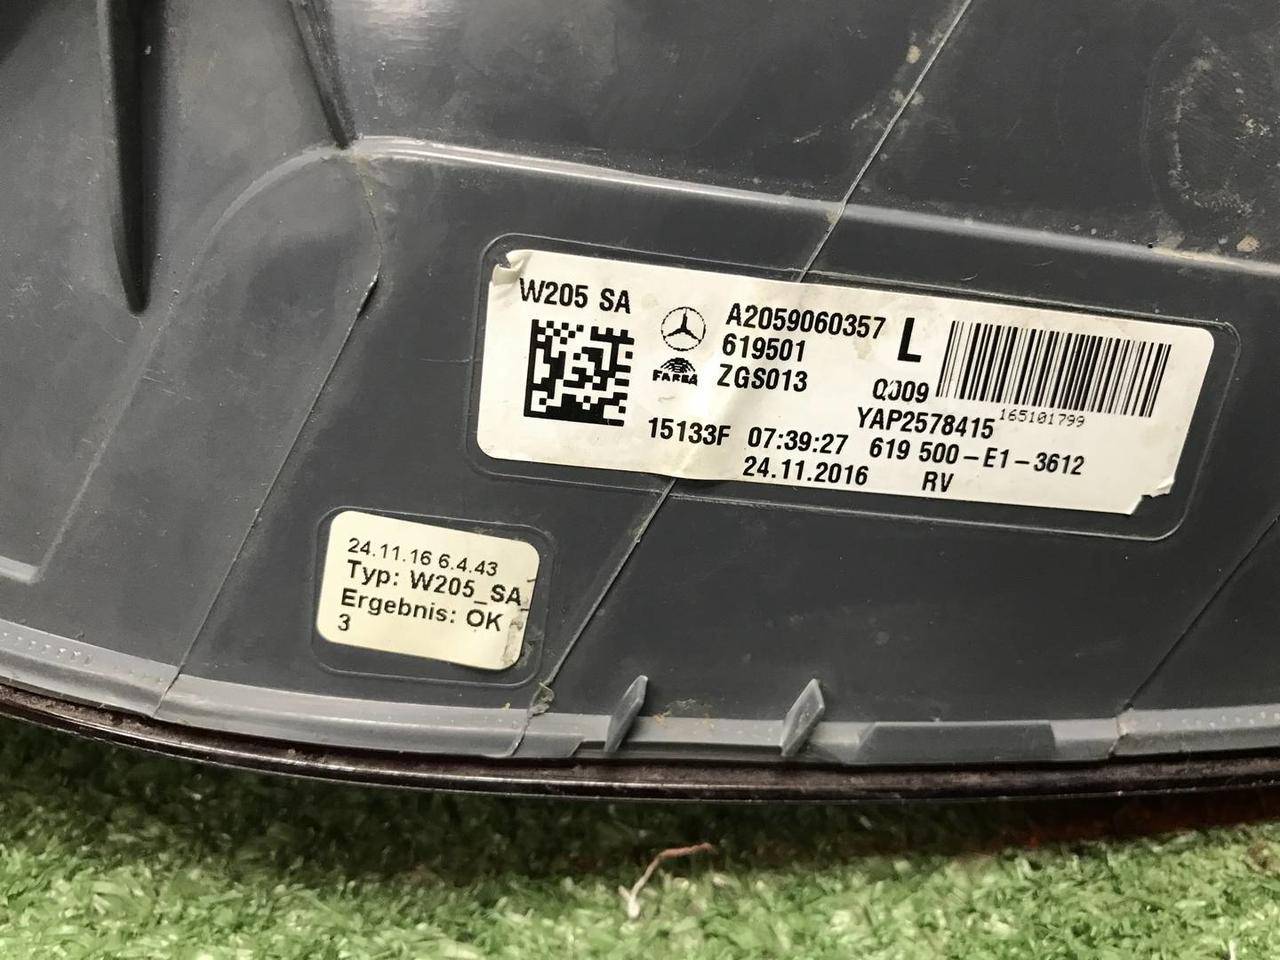 W205 SA
A2059060357 L
619501
FARBA ZGS013
Q009
YAP2578415
165101799
15133F 07:39:27 619 500-E1-3612
24.11.2016 RV
24.11.16 6.4.43
Typ: W205_SA
Ergebnis: OK
3